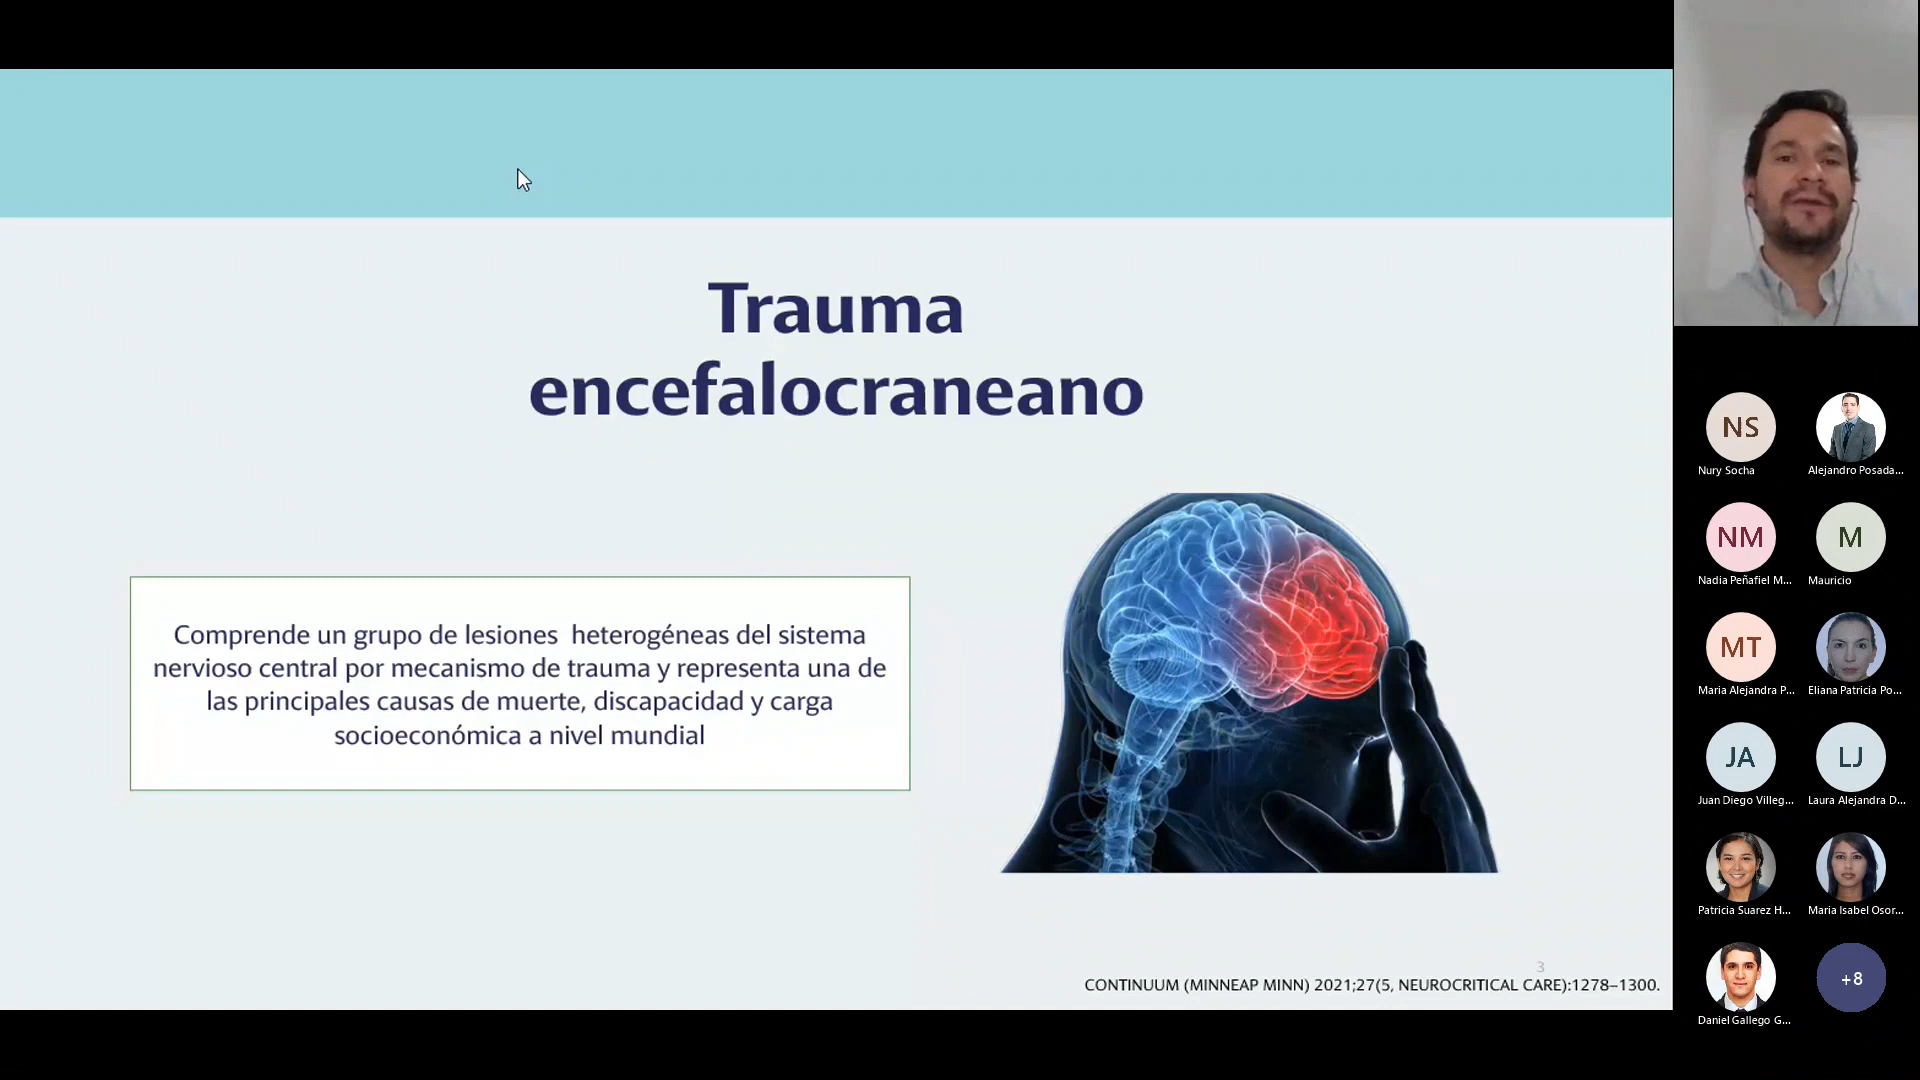 Trauma
encefalocraneano
Comprende un grupo de lesiones heterogéneas del sistema
nervioso central por mecanismo de trauma y representa una de
las principales causas de muerte, discapacidad y carga
socioeconómica a nivel mundial
3
CONTINUUM (MINNEAP MINN) 2021;27(5, NEUROCRITICAL CARE):1278–1300.
NS
Nury Socha
Alejandro Posada...
NM
Nadia Peñafiel M...
M
Mauricio
MT
Maria Alejandra P...
Eliana Patricia Po...
JA
Juan Diego Villeg...
LJ
Laura Alejandra D...
Patricia Suarez H...
Maria Isabel Osor...
Daniel Gallego G...
+8